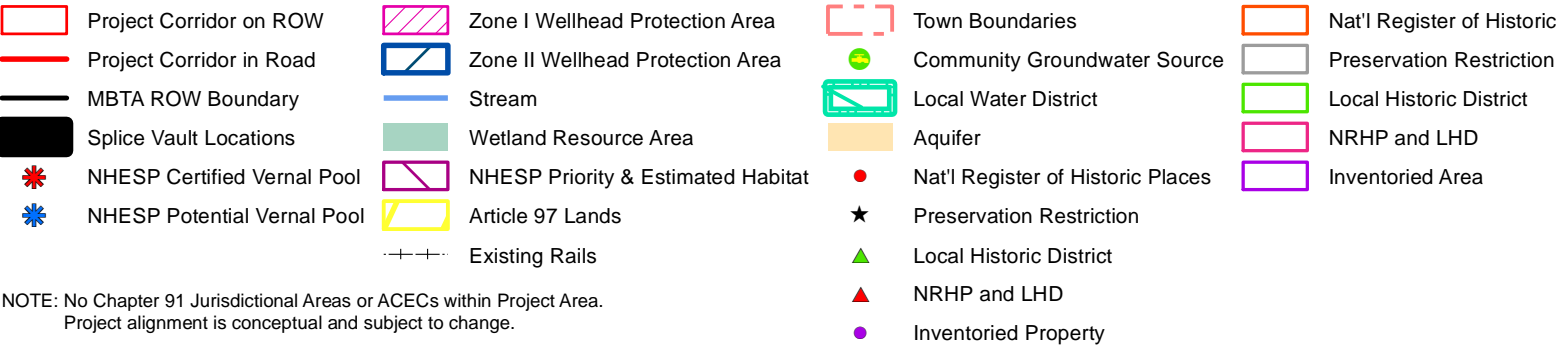 Project Corridor on ROW
Project Corridor in Road
MBTA ROW Boundary
Splice Vault Locations
NHESP Certified Vernal Pool
NHESP Potential Vernal Pool
Zone I Wellhead Protection Area
Zone II Wellhead Protection Area
Stream
Wetland Resource Area
NHESP Priority & Estimated Habitat
Article 97 Lands
Existing Rails
Town Boundaries
Community Groundwater Source
Local Water District
Aquifer
Nat'l Register of Historic Places
Preservation Restriction
Local Historic District
NRHP and LHD
Inventoried Property
Nat'l Register of Historic
Preservation Restriction
Local Historic District
NRHP and LHD
Inventoried Area
NOTE: No Chapter 91 Jurisdictional Areas or ACECs within Project Area.
Project alignment is conceptual and subject to change.